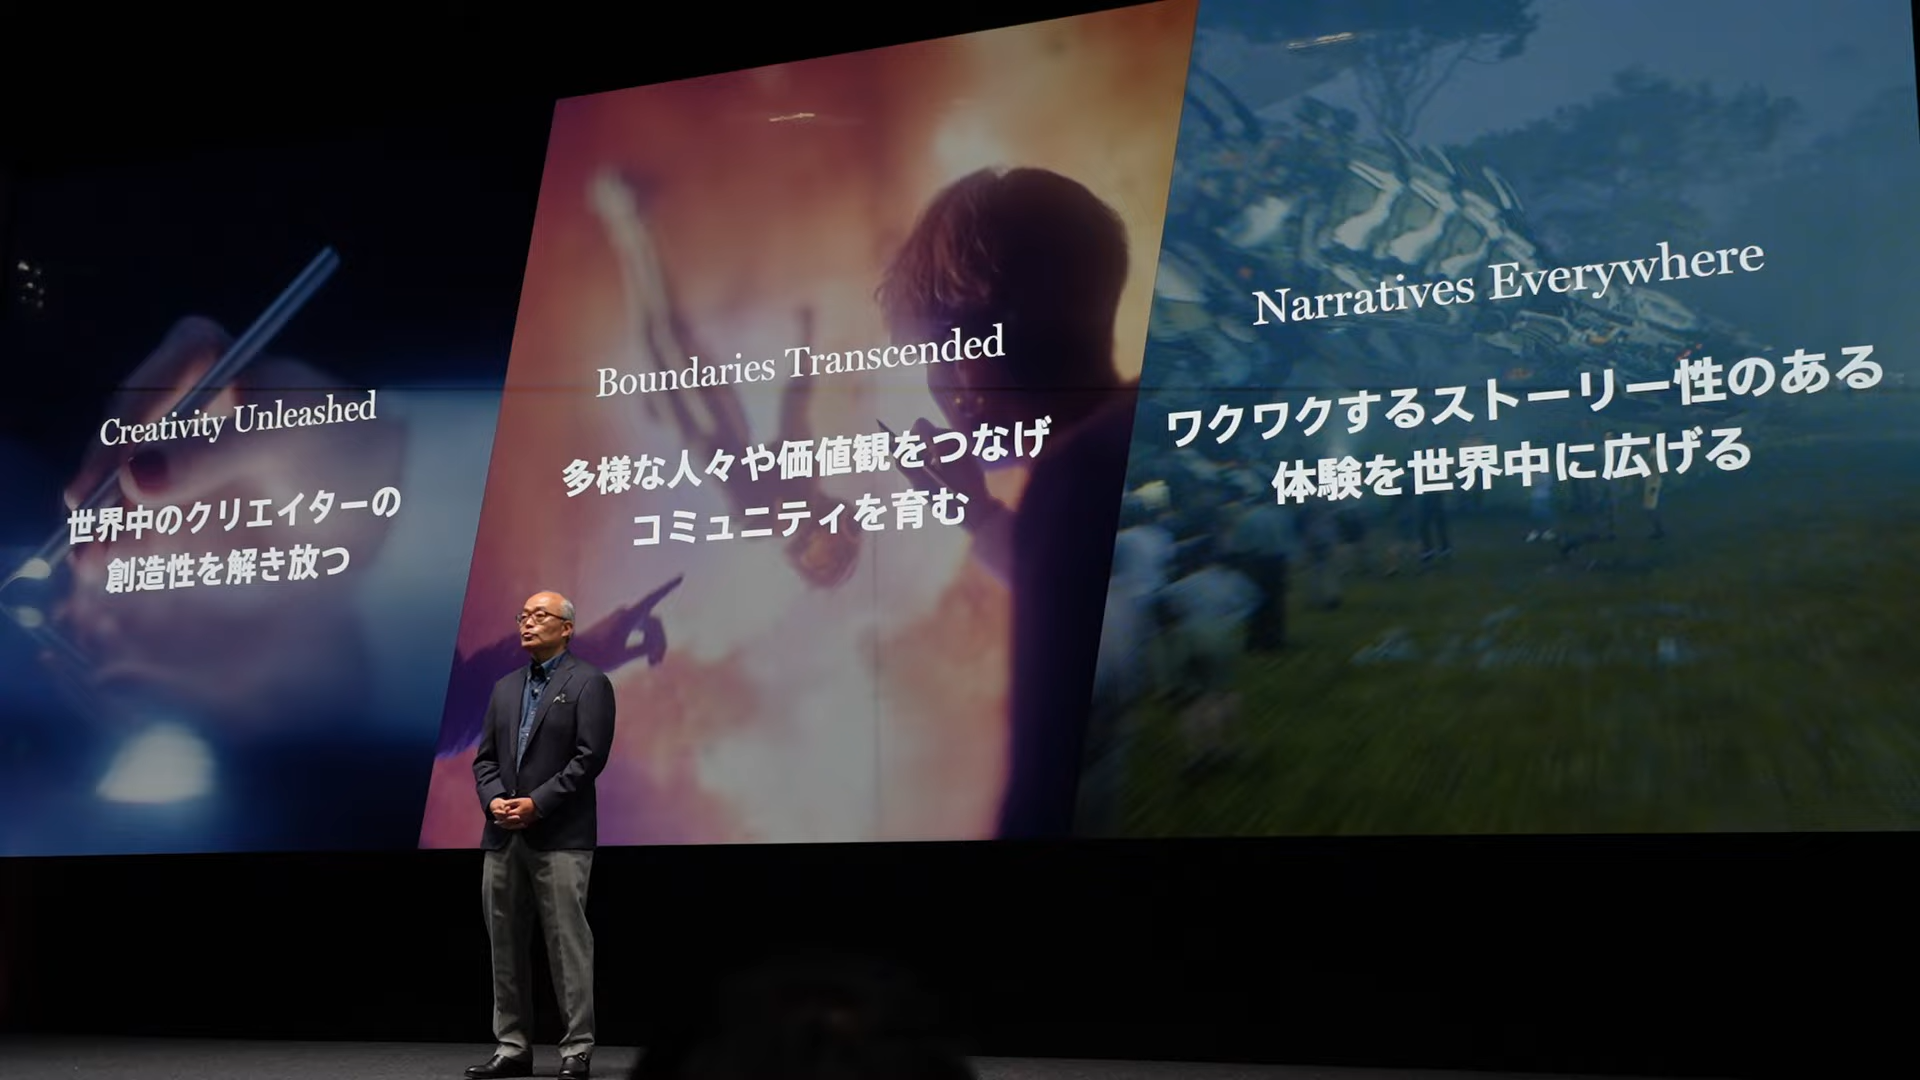 Creativity Unleashed
世界中のクリエイターの
創造性を解き放つ
Boundaries Transcended
多様な人々や価値観をつなげ
コミュニティを育む
Narratives Everywhere
ワクワクするストーリー性のある
体験を世界中に広げる